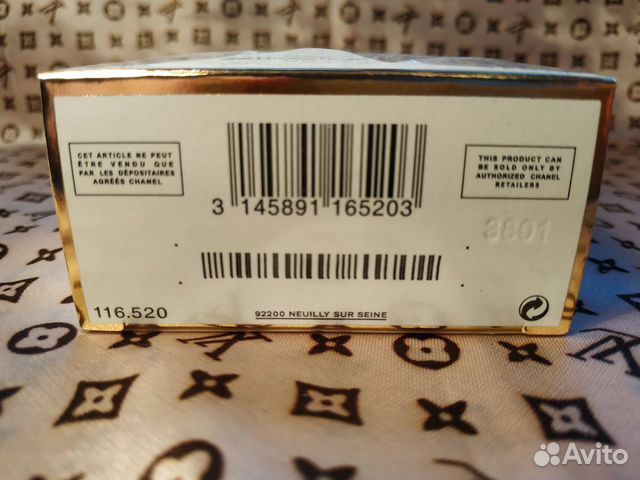 CET ARTICLE NE PEUT
ÊTRE VENDU QUE
PAR LES DÉPOSITAIRES
AGRÉÉS CHANEL
THIS PRODUCT CAN
BE SOLD ONLY BY
AUTHORIZED CHANEL
RETAILERS
3 145891 165203
3801
116.520
92200 NEUILLY SUR SEINE
Avito